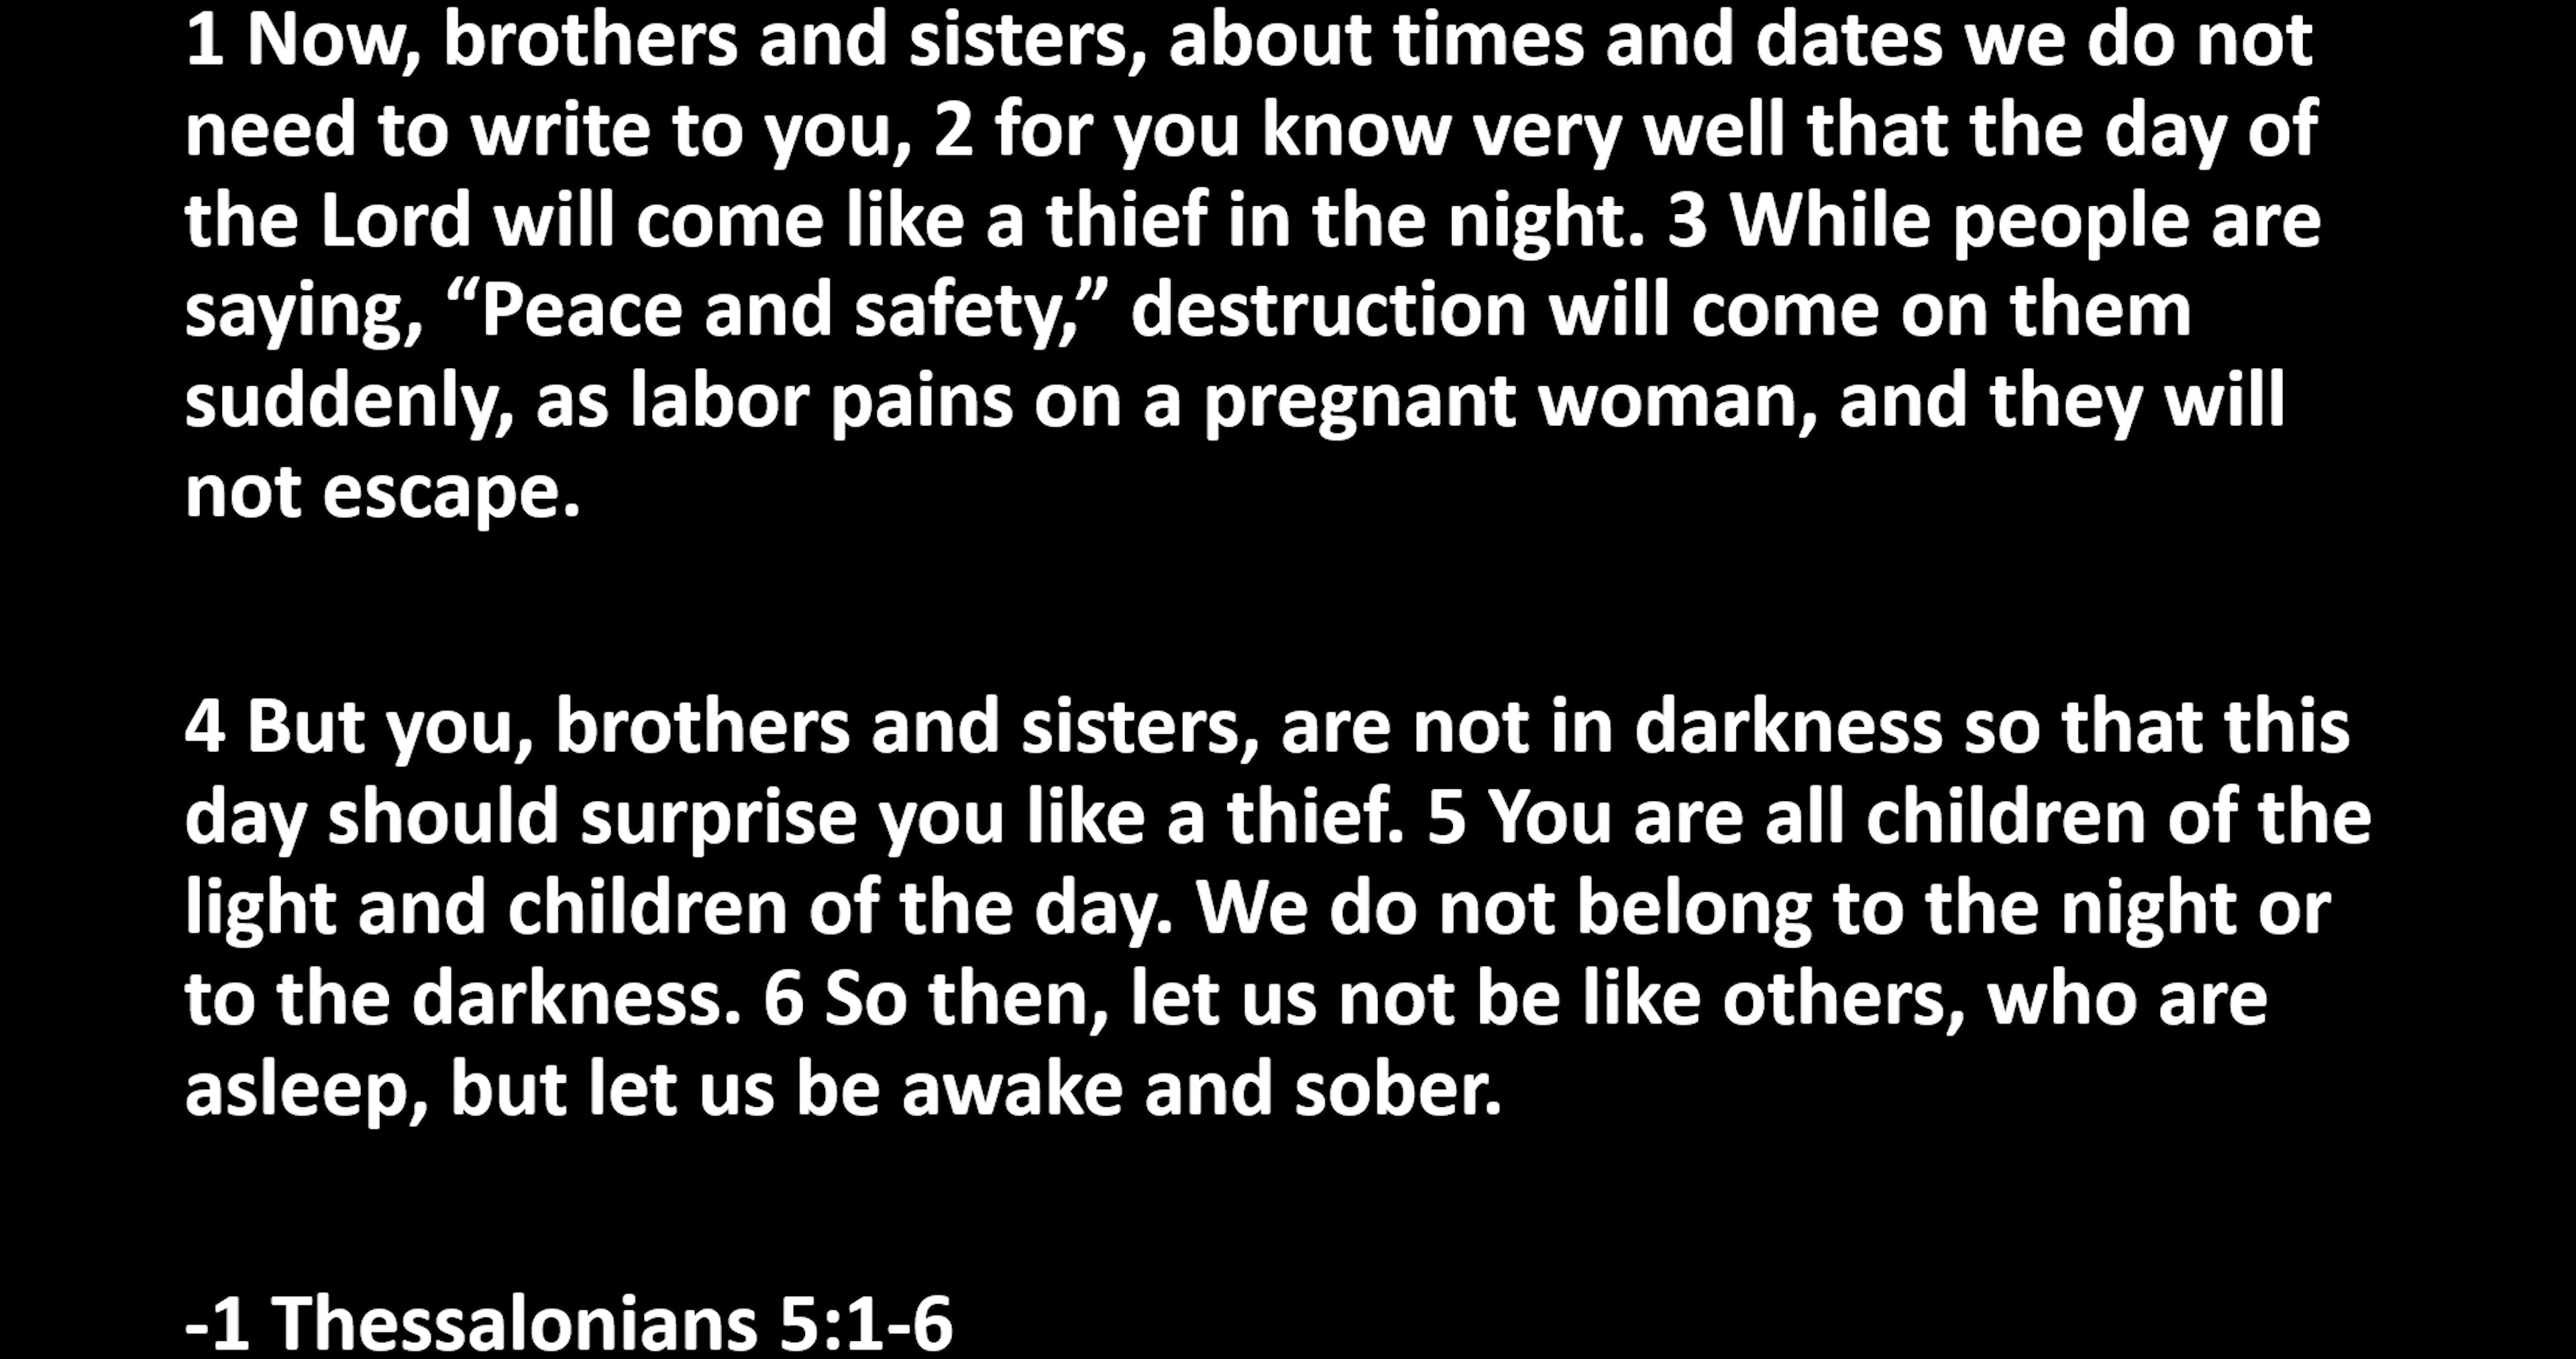 1 Now, brothers and sisters, about times and dates we do not
need to write to you, 2 for you know very well that the day of
the Lord will come like a thief in the night. 3 While people are
saying, “Peace and safety,” destruction will come on them
suddenly, as labor pains on a pregnant woman, and they will
not escape.
4 But you, brothers and sisters, are not in darkness so that this
day should surprise you like a thief. 5 You are all children of the
light and children of the day. We do not belong to the night or
to the darkness. 6 So then, let us not be like others, who are
asleep, but let us be awake and sober.
-1 Thessalonians 5:1-6